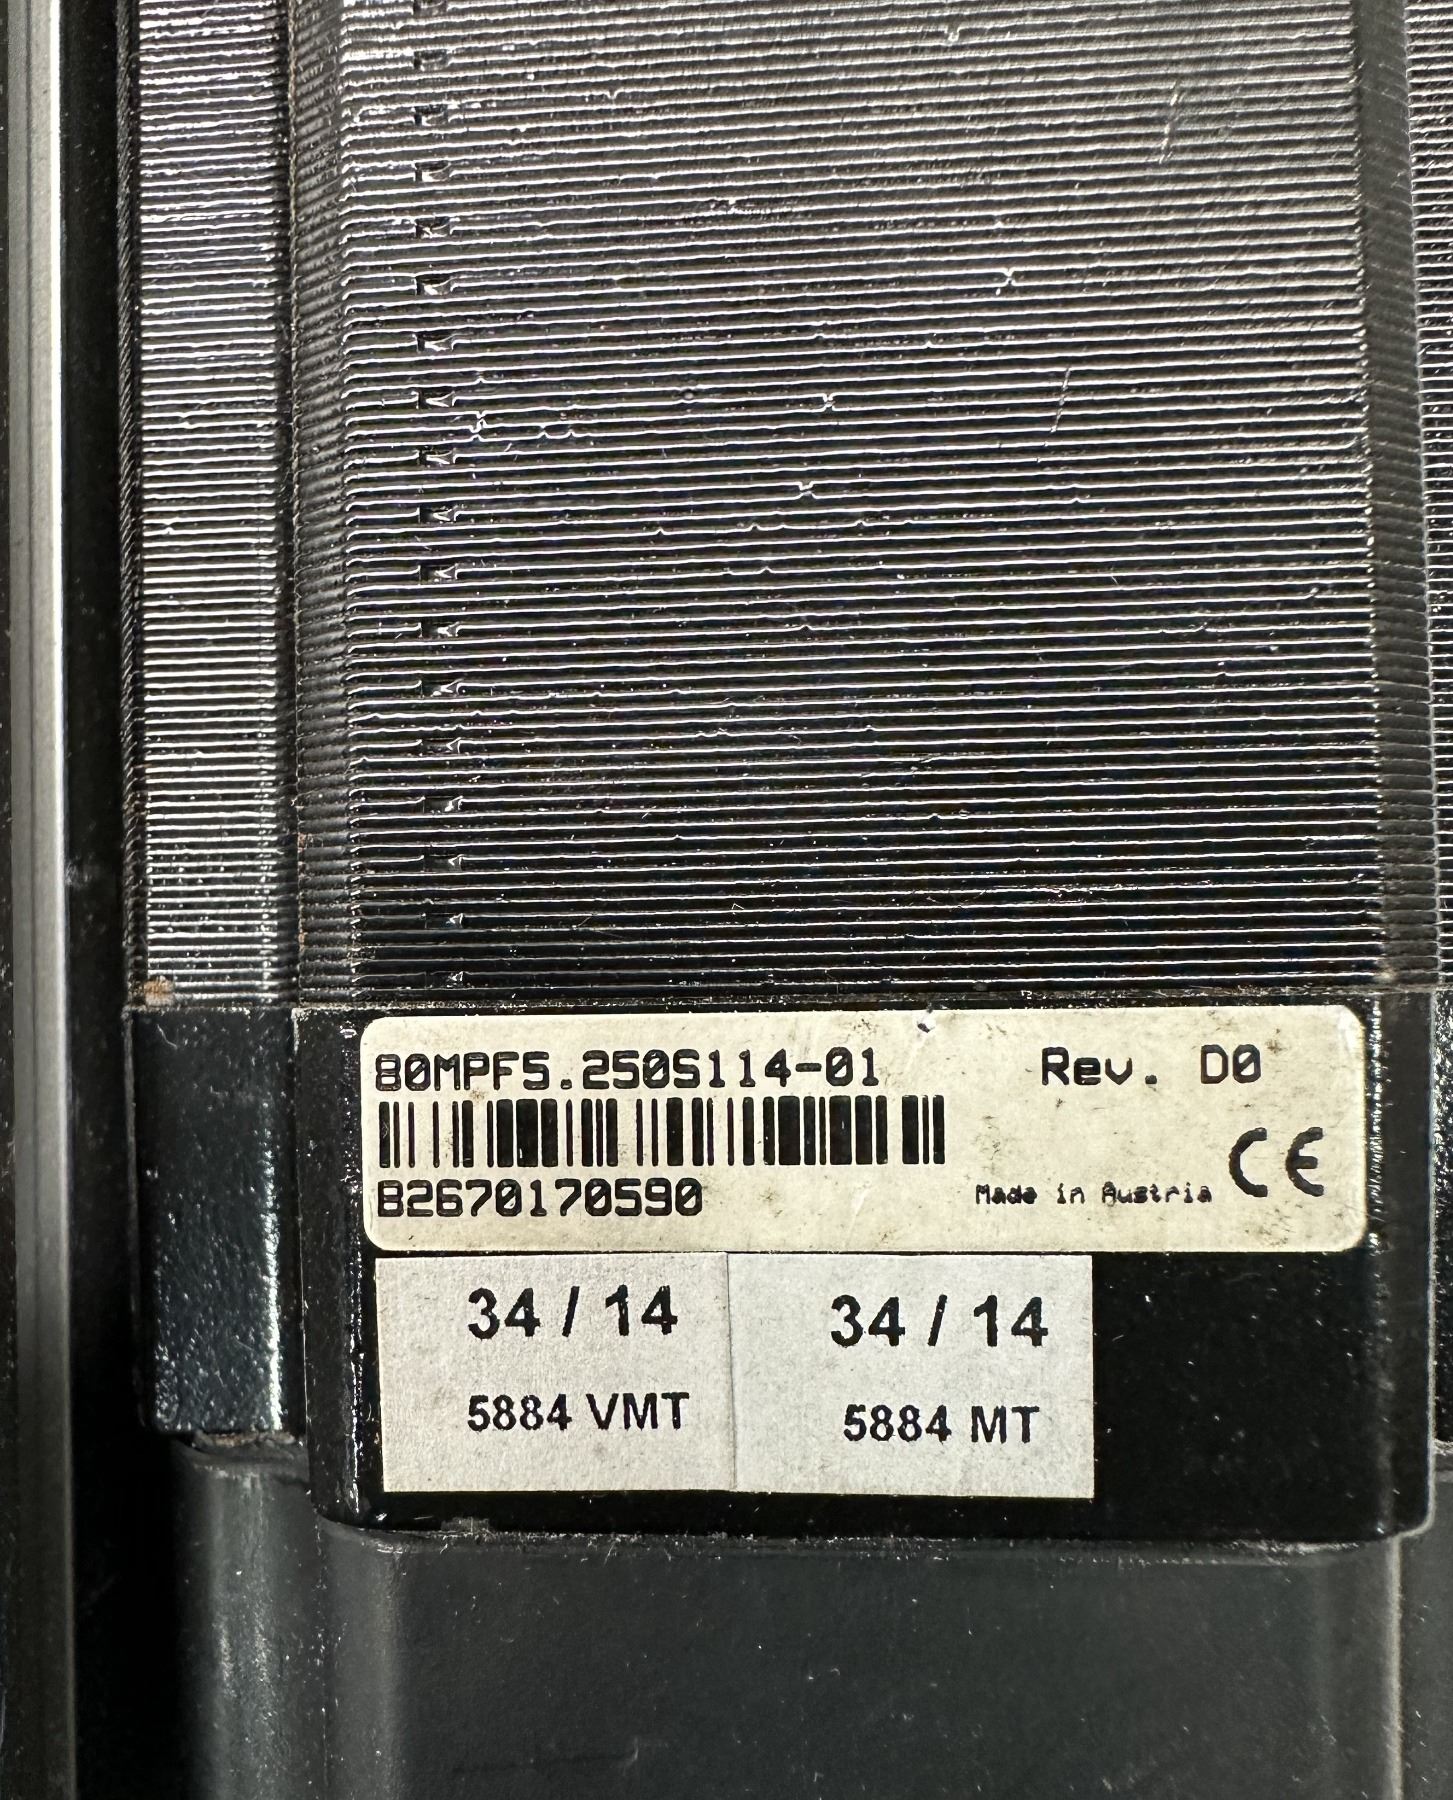 80MPF5.250S114-01 Rev. D0
CE
B2670170590 Made in Austria
34 / 14 34 / 14
5884 VMT 5884 MT